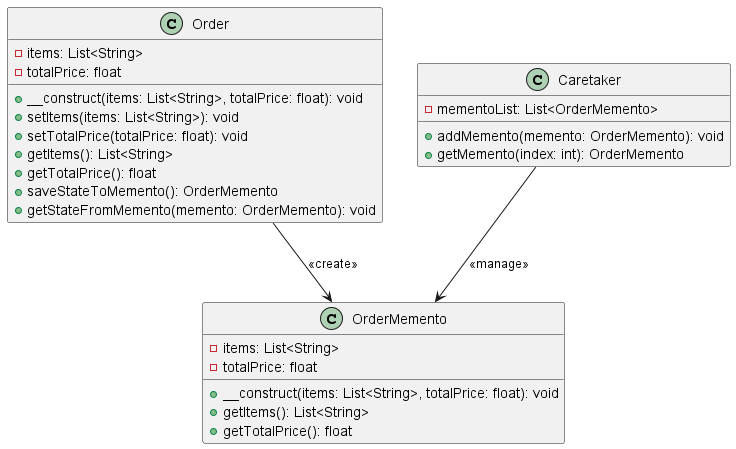 C Order
items: List<String>
totalPrice: float
__construct(items: List<String>, totalPrice: float): void
setItems(items: List<String>): void
setTotalPrice(totalPrice: float): void
getItems(): List<String>
getTotalPrice(): float
saveStateToMemento(): OrderMemento
getStateFromMemento(memento: OrderMemento): void
C Caretaker
mementoList: List<OrderMemento>
addMemento(memento: OrderMemento): void
getMemento(index: int): OrderMemento
«create»
«manage»
C OrderMemento
items: List<String>
totalPrice: float
__construct(items: List<String>, totalPrice: float): void
getItems(): List<String>
getTotalPrice(): float